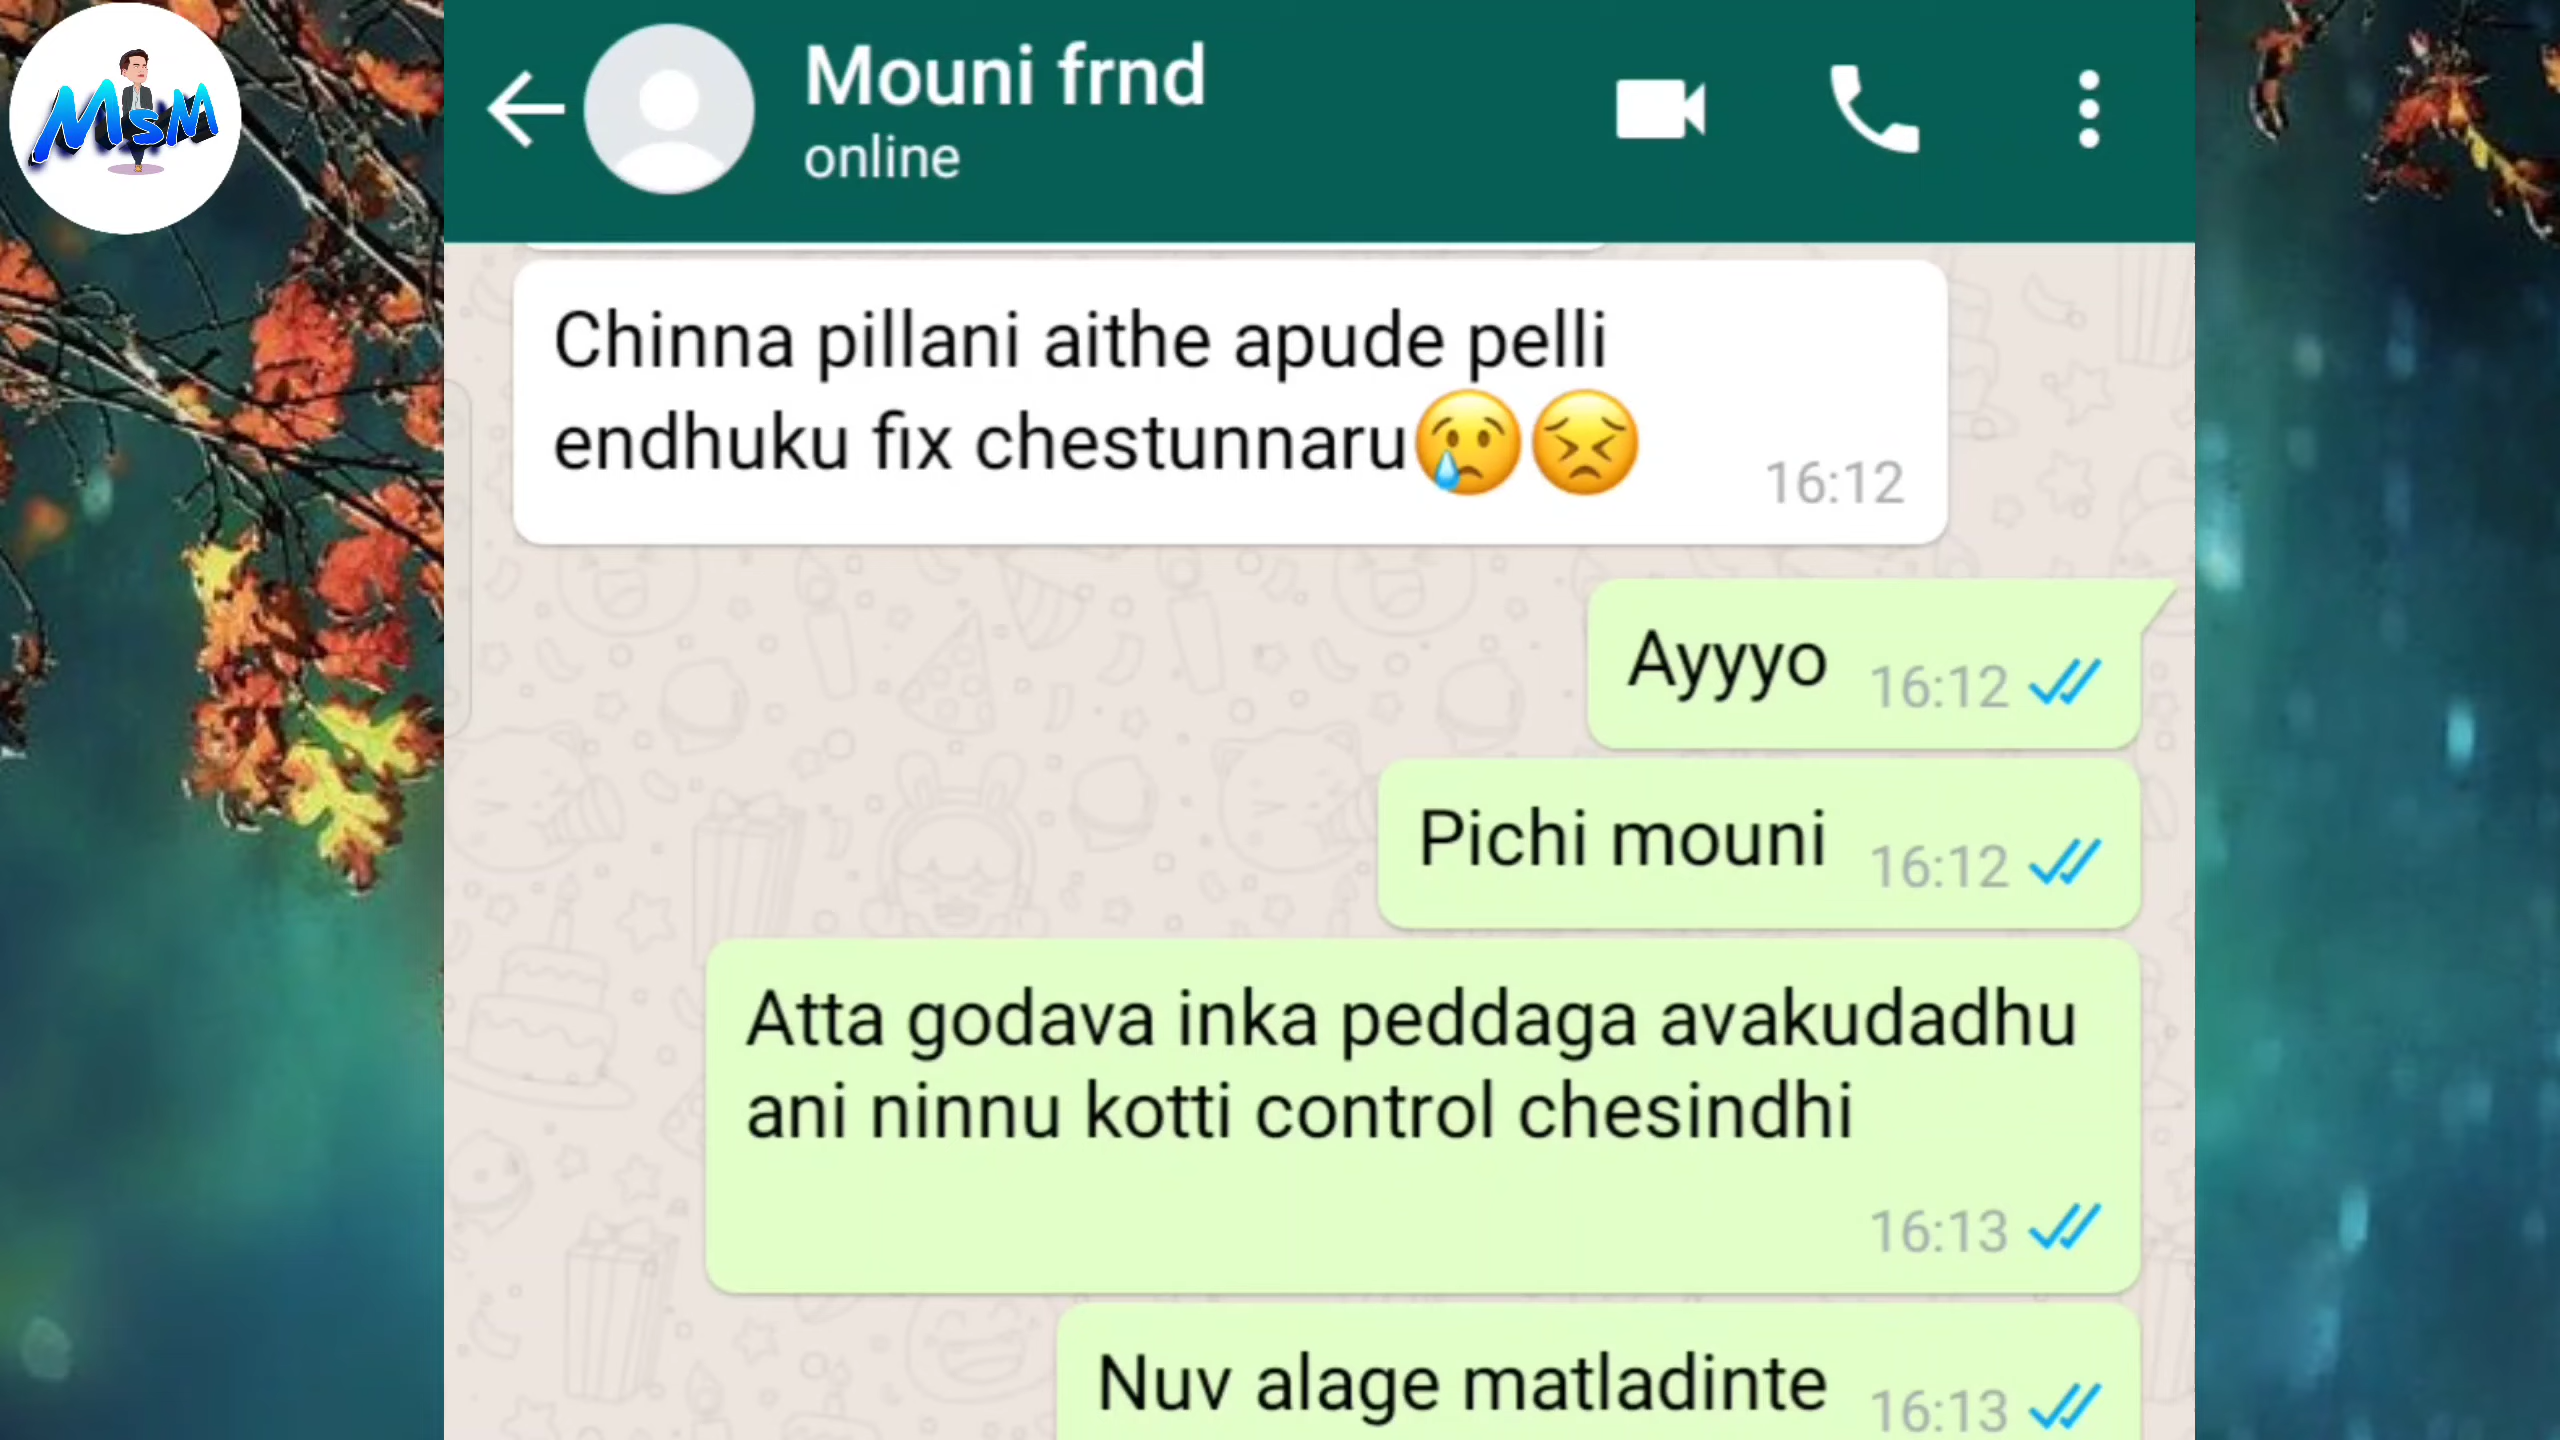 MSM
Mouni frnd
online
Chinna pillani aithe apude pelli
endhuku fix chestunnaru😢😣
16:12
Ayyyo 16:12
Pichi mouni 16:12
Atta godava inka peddaga avakudadhu
ani ninnu kotti control chesindhi
16:13
Nuv alage matladinte 16:13